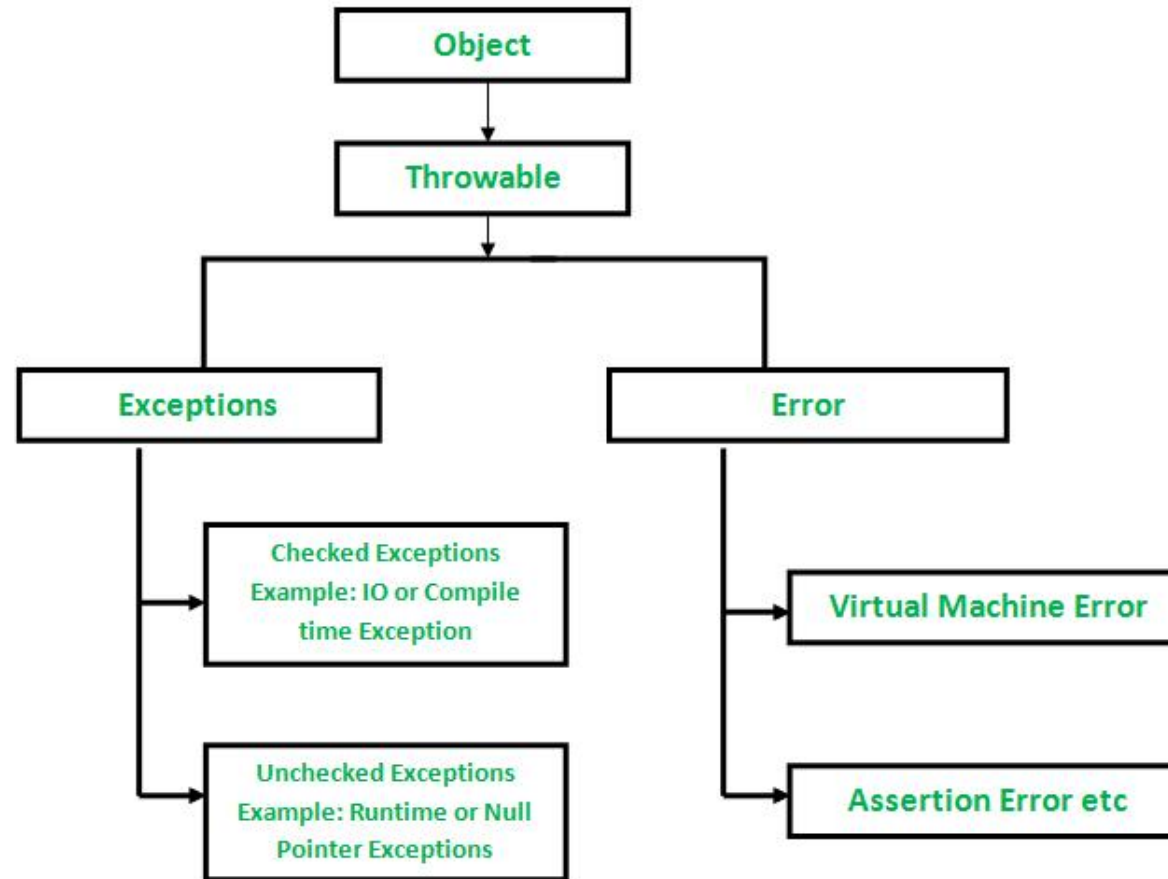 Object
Throwable
Exceptions
Error
Checked Exceptions
Example: IO or Compile
time Exception
Virtual Machine Error
Unchecked Exceptions
Example: Runtime or Null
Pointer Exceptions
Assertion Error etc